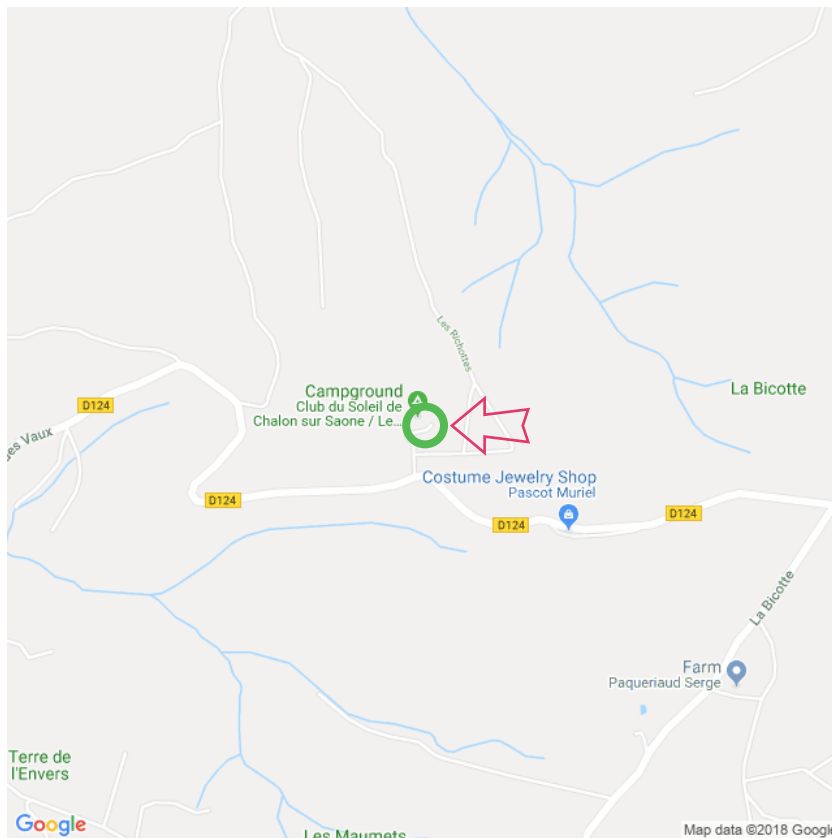 Les Richottes
Campground
Club du Soleil de
Chalon sur Saone / Le...
La Bicotte
D124
des Vaux
D124
Costume Jewelry Shop
Pascot Muriel
D124
D124
La Bicotte
Farm
Paqueriaud Serge
Terre de
l'Envers
Les Maumets
Google
Map data ©2018 Google